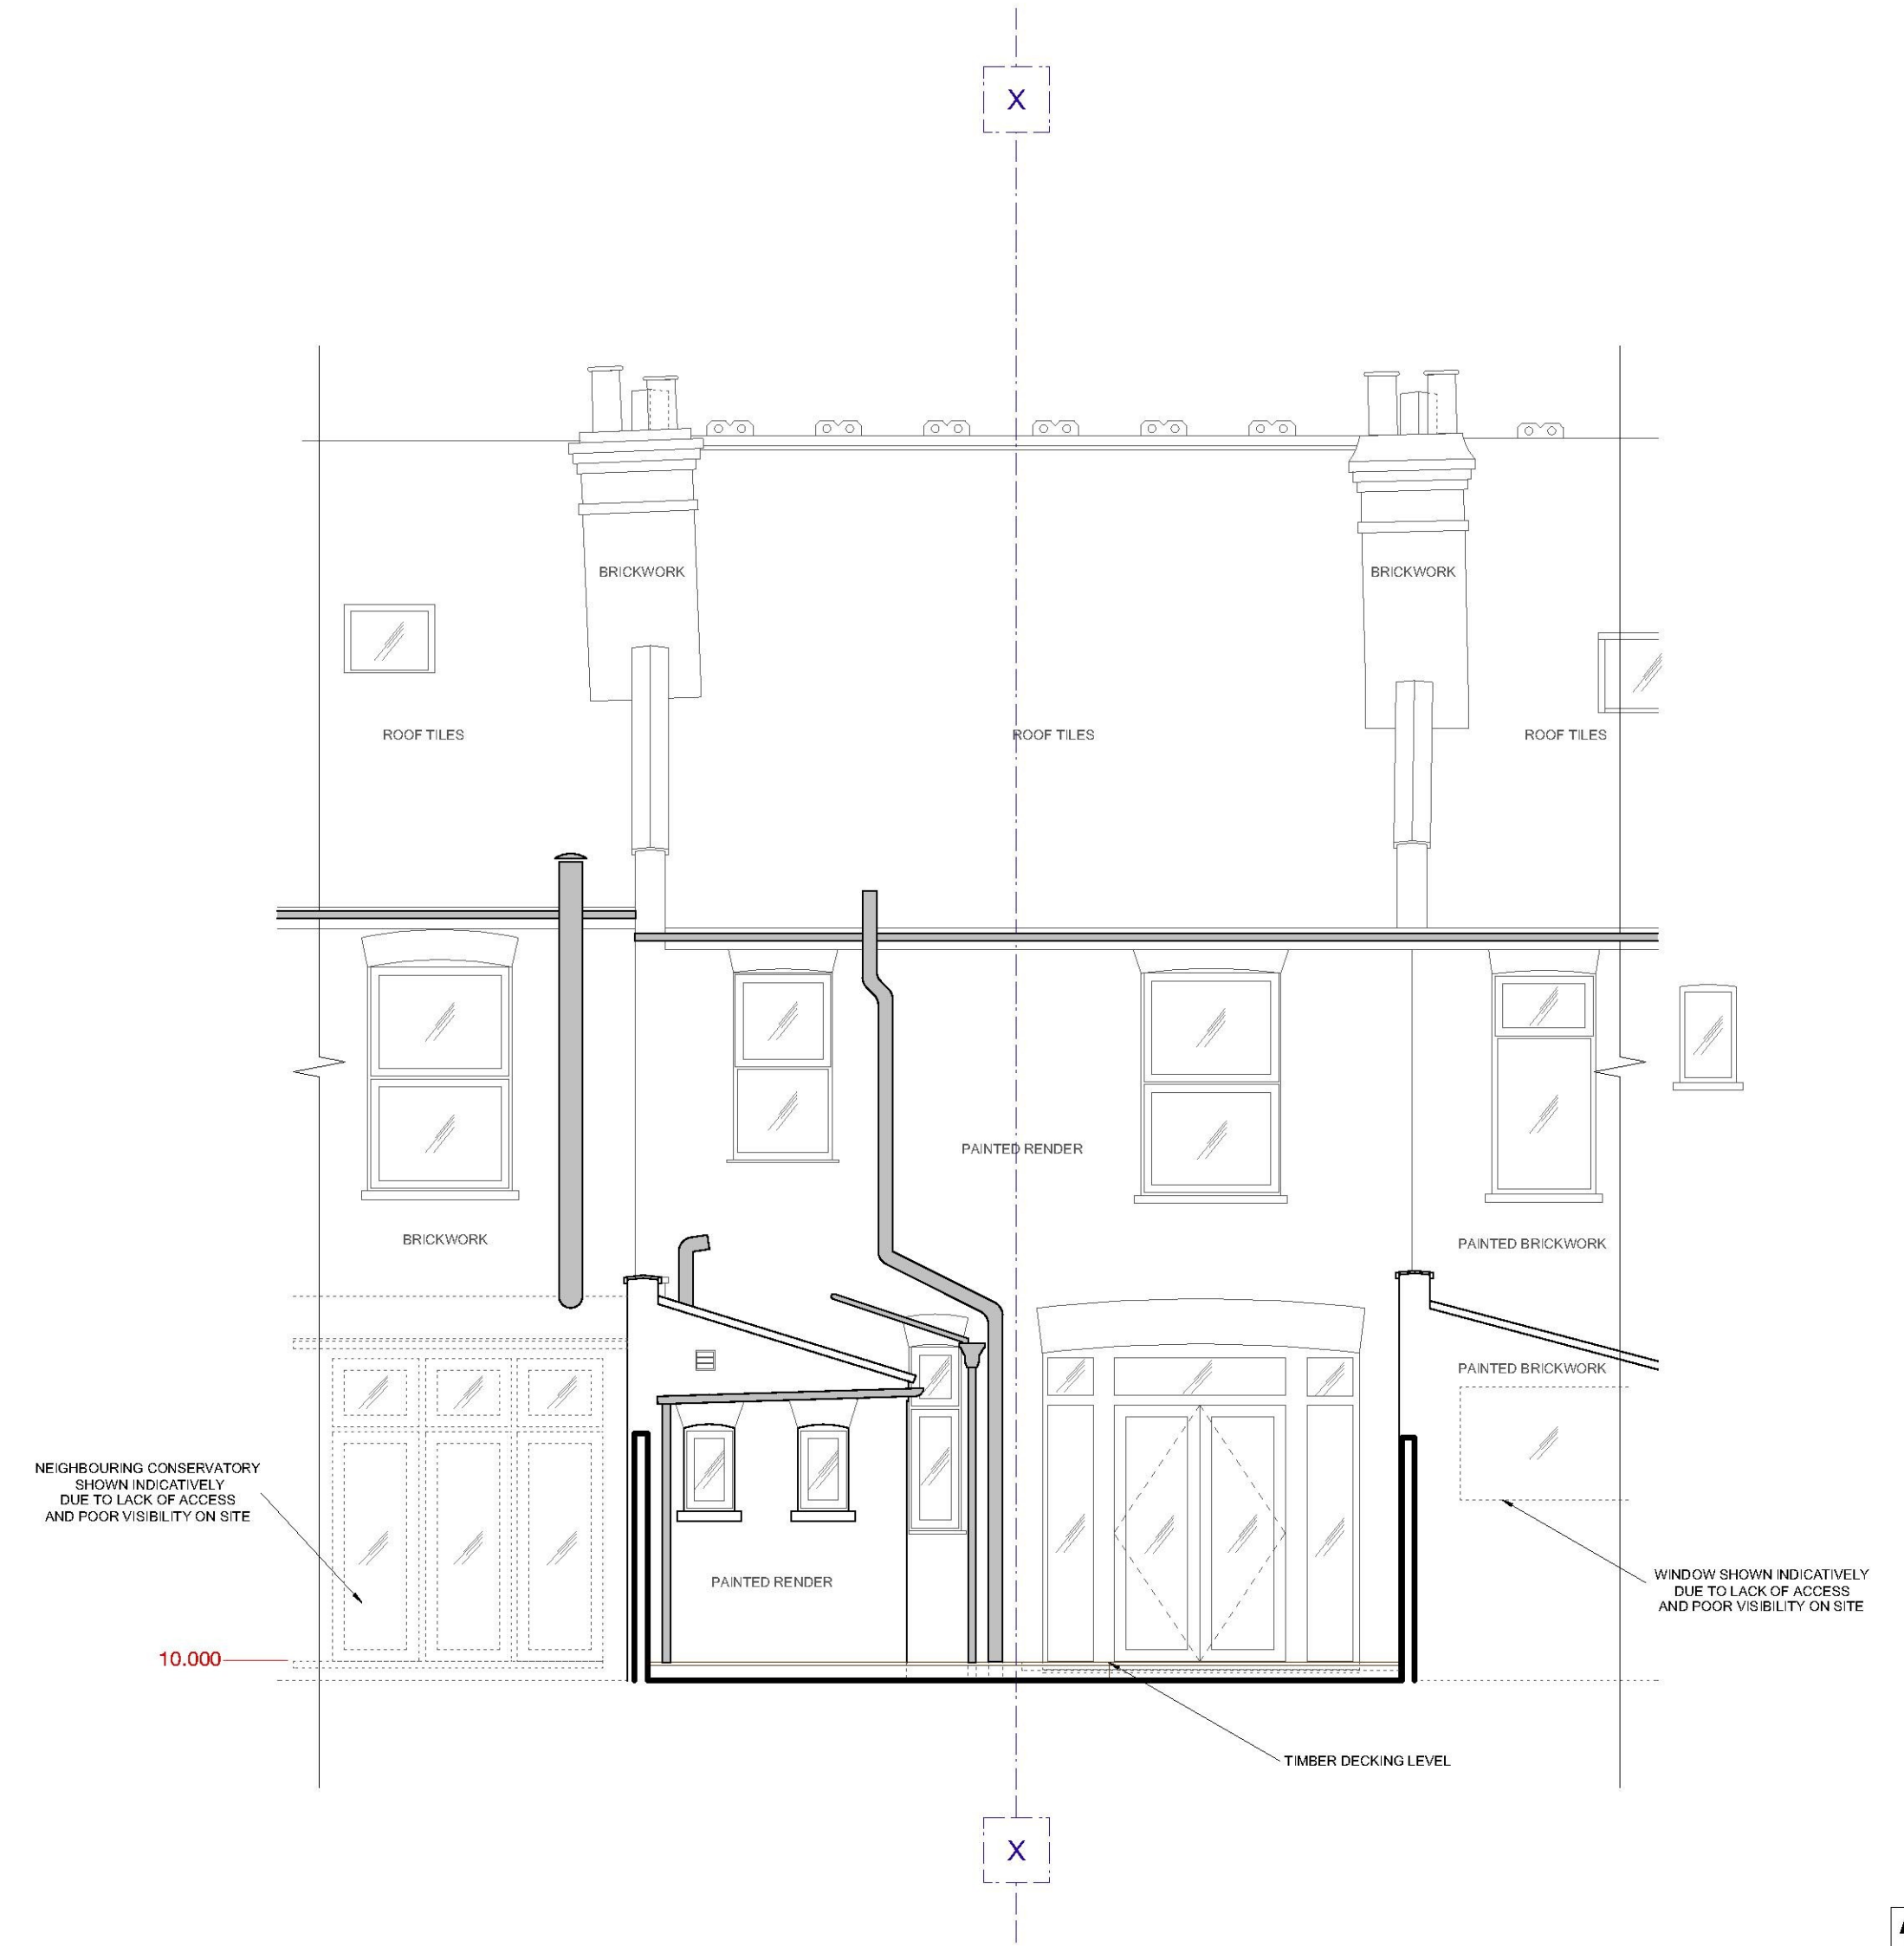 X
BRICKWORK
BRICKWORK
ROOF TILES
ROOF TILES
ROOF TILES
PAINTED RENDER
BRICKWORK
PAINTED BRICKWORK
PAINTED BRICKWORK
NEIGHBOURING CONSERVATORY
SHOWN INDICATIVELY
DUE TO LACK OF ACCESS
AND POOR VISIBILITY ON SITE
PAINTED RENDER
WINDOW SHOWN INDICATIVELY
DUE TO LACK OF ACCESS
AND POOR VISIBILITY ON SITE
10.000
TIMBER DECKING LEVEL
X